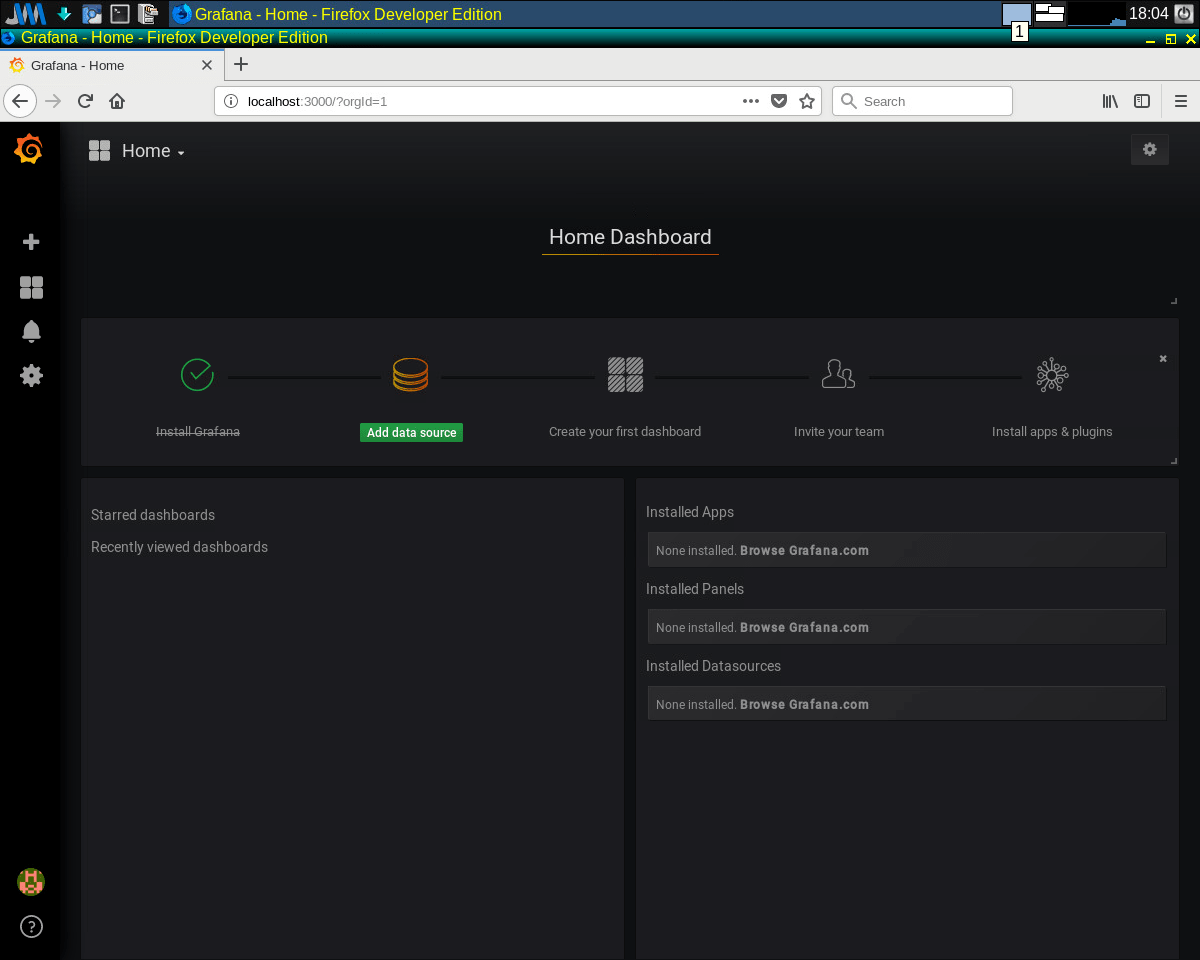 Grafana - Home - Firefox Developer Edition
18:04
1
Grafana - Home - Firefox Developer Edition
Grafana - Home
localhost:3000/?orgId=1
Search
Home
Home Dashboard
Install Grafana
Add data source
Create your first dashboard
Invite your team
Install apps & plugins
Starred dashboards
Recently viewed dashboards
Installed Apps
None installed. Browse Grafana.com
Installed Panels
None installed. Browse Grafana.com
Installed Datasources
None installed. Browse Grafana.com